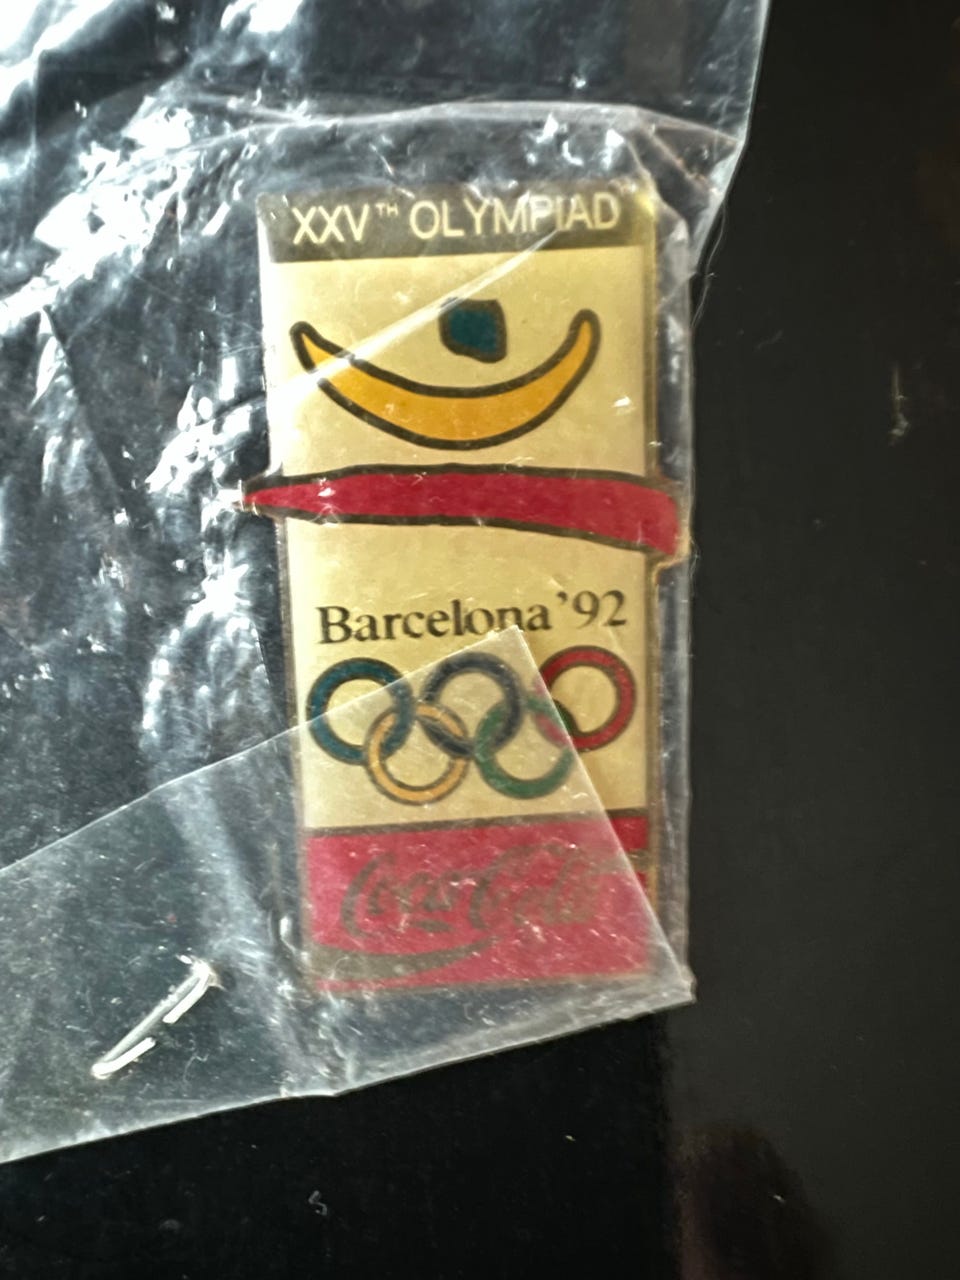 XXVTH OLYMPIAD
Barcelona '92
Coca-Cola